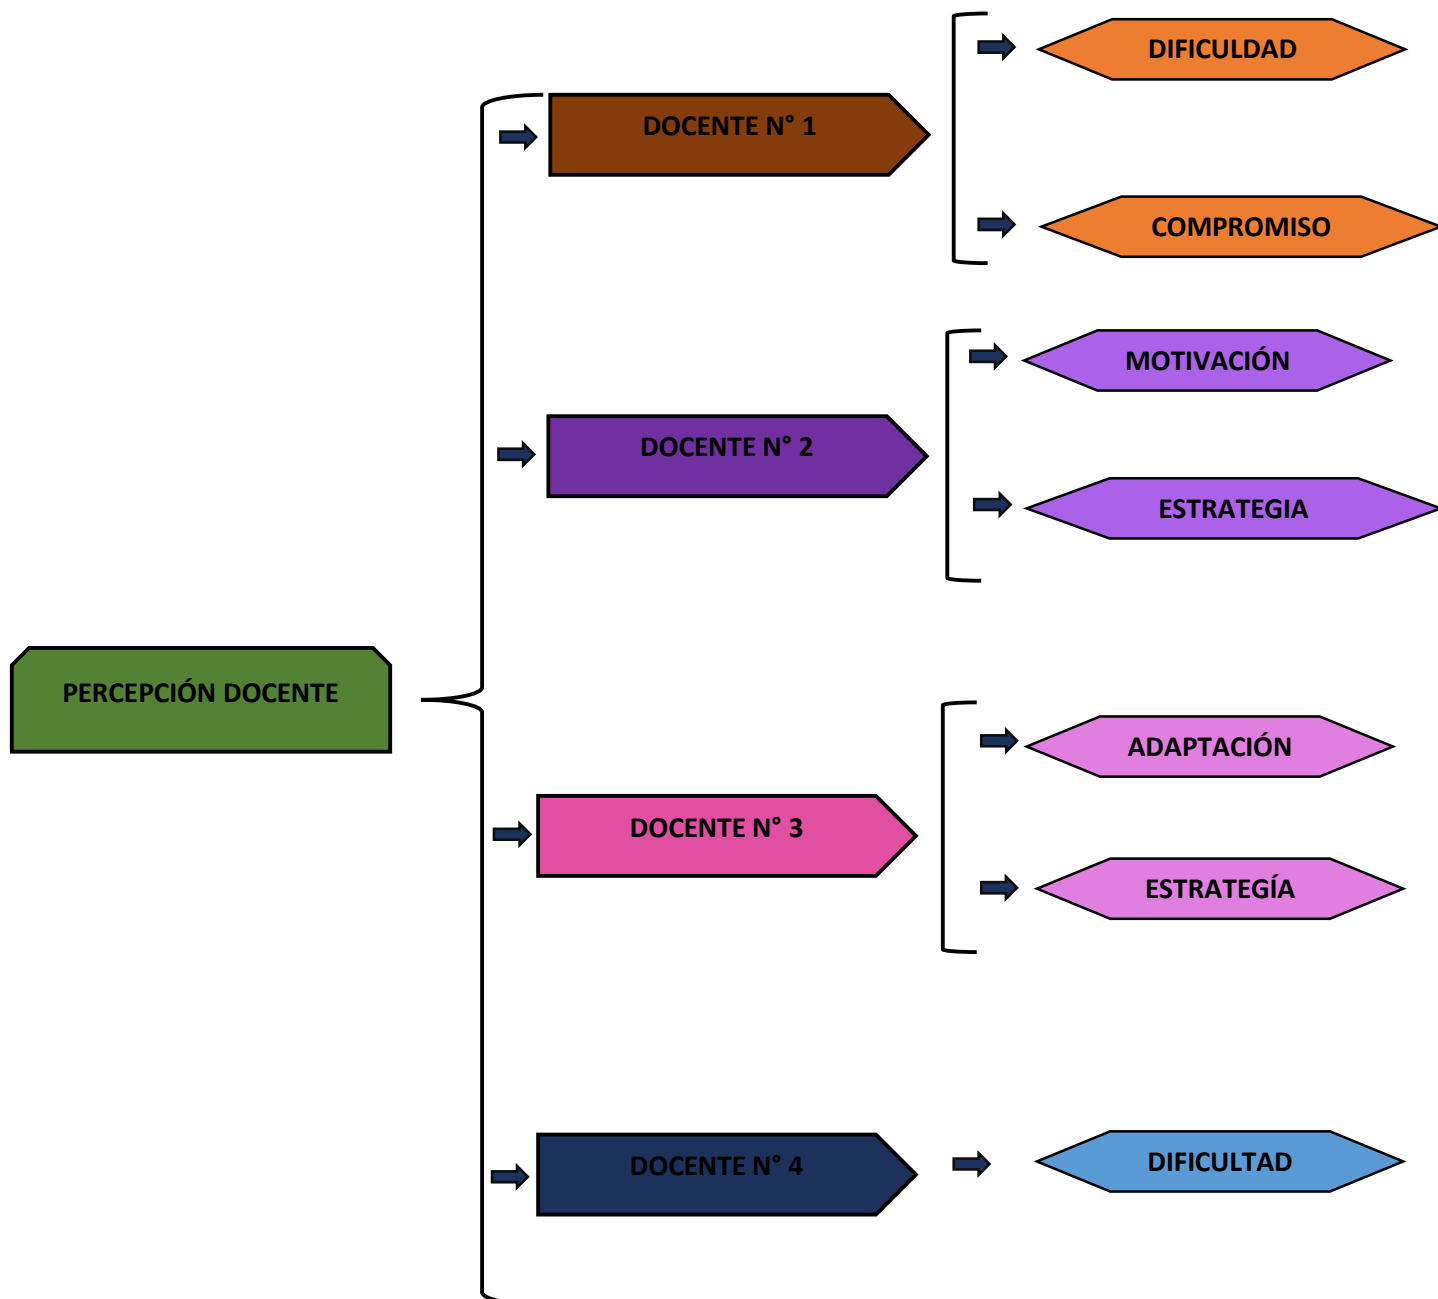 DIFICULDAD
DOCENTE N° 1
COMPROMISO
MOTIVACIÓN
DOCENTE N° 2
ESTRATEGIA
PERCEPCIÓN DOCENTE
ADAPTACIÓN
DOCENTE N° 3
ESTRATEGÍA
DOCENTE N° 4
DIFICULTAD